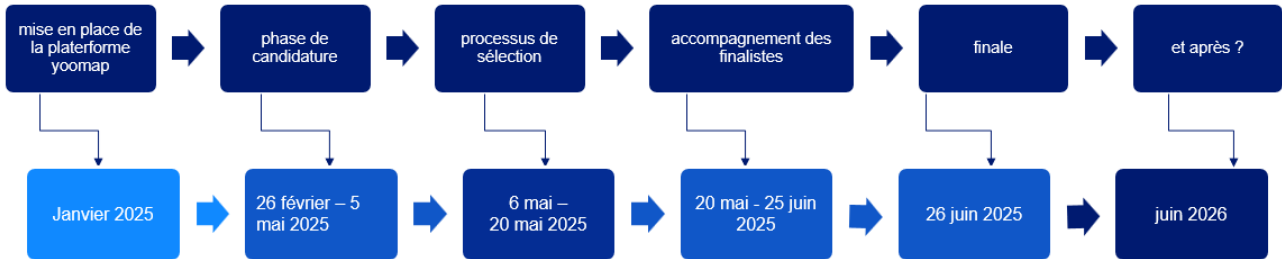 mise en place de
la platerforme
yoomap
phase de
candidature
processus de
sélection
accompagnement des
finalistes
finale
et après ?
Janvier 2025
26 février – 5
mai 2025
6 mai –
20 mai 2025
20 mai - 25 juin
2025
26 juin 2025
juin 2026